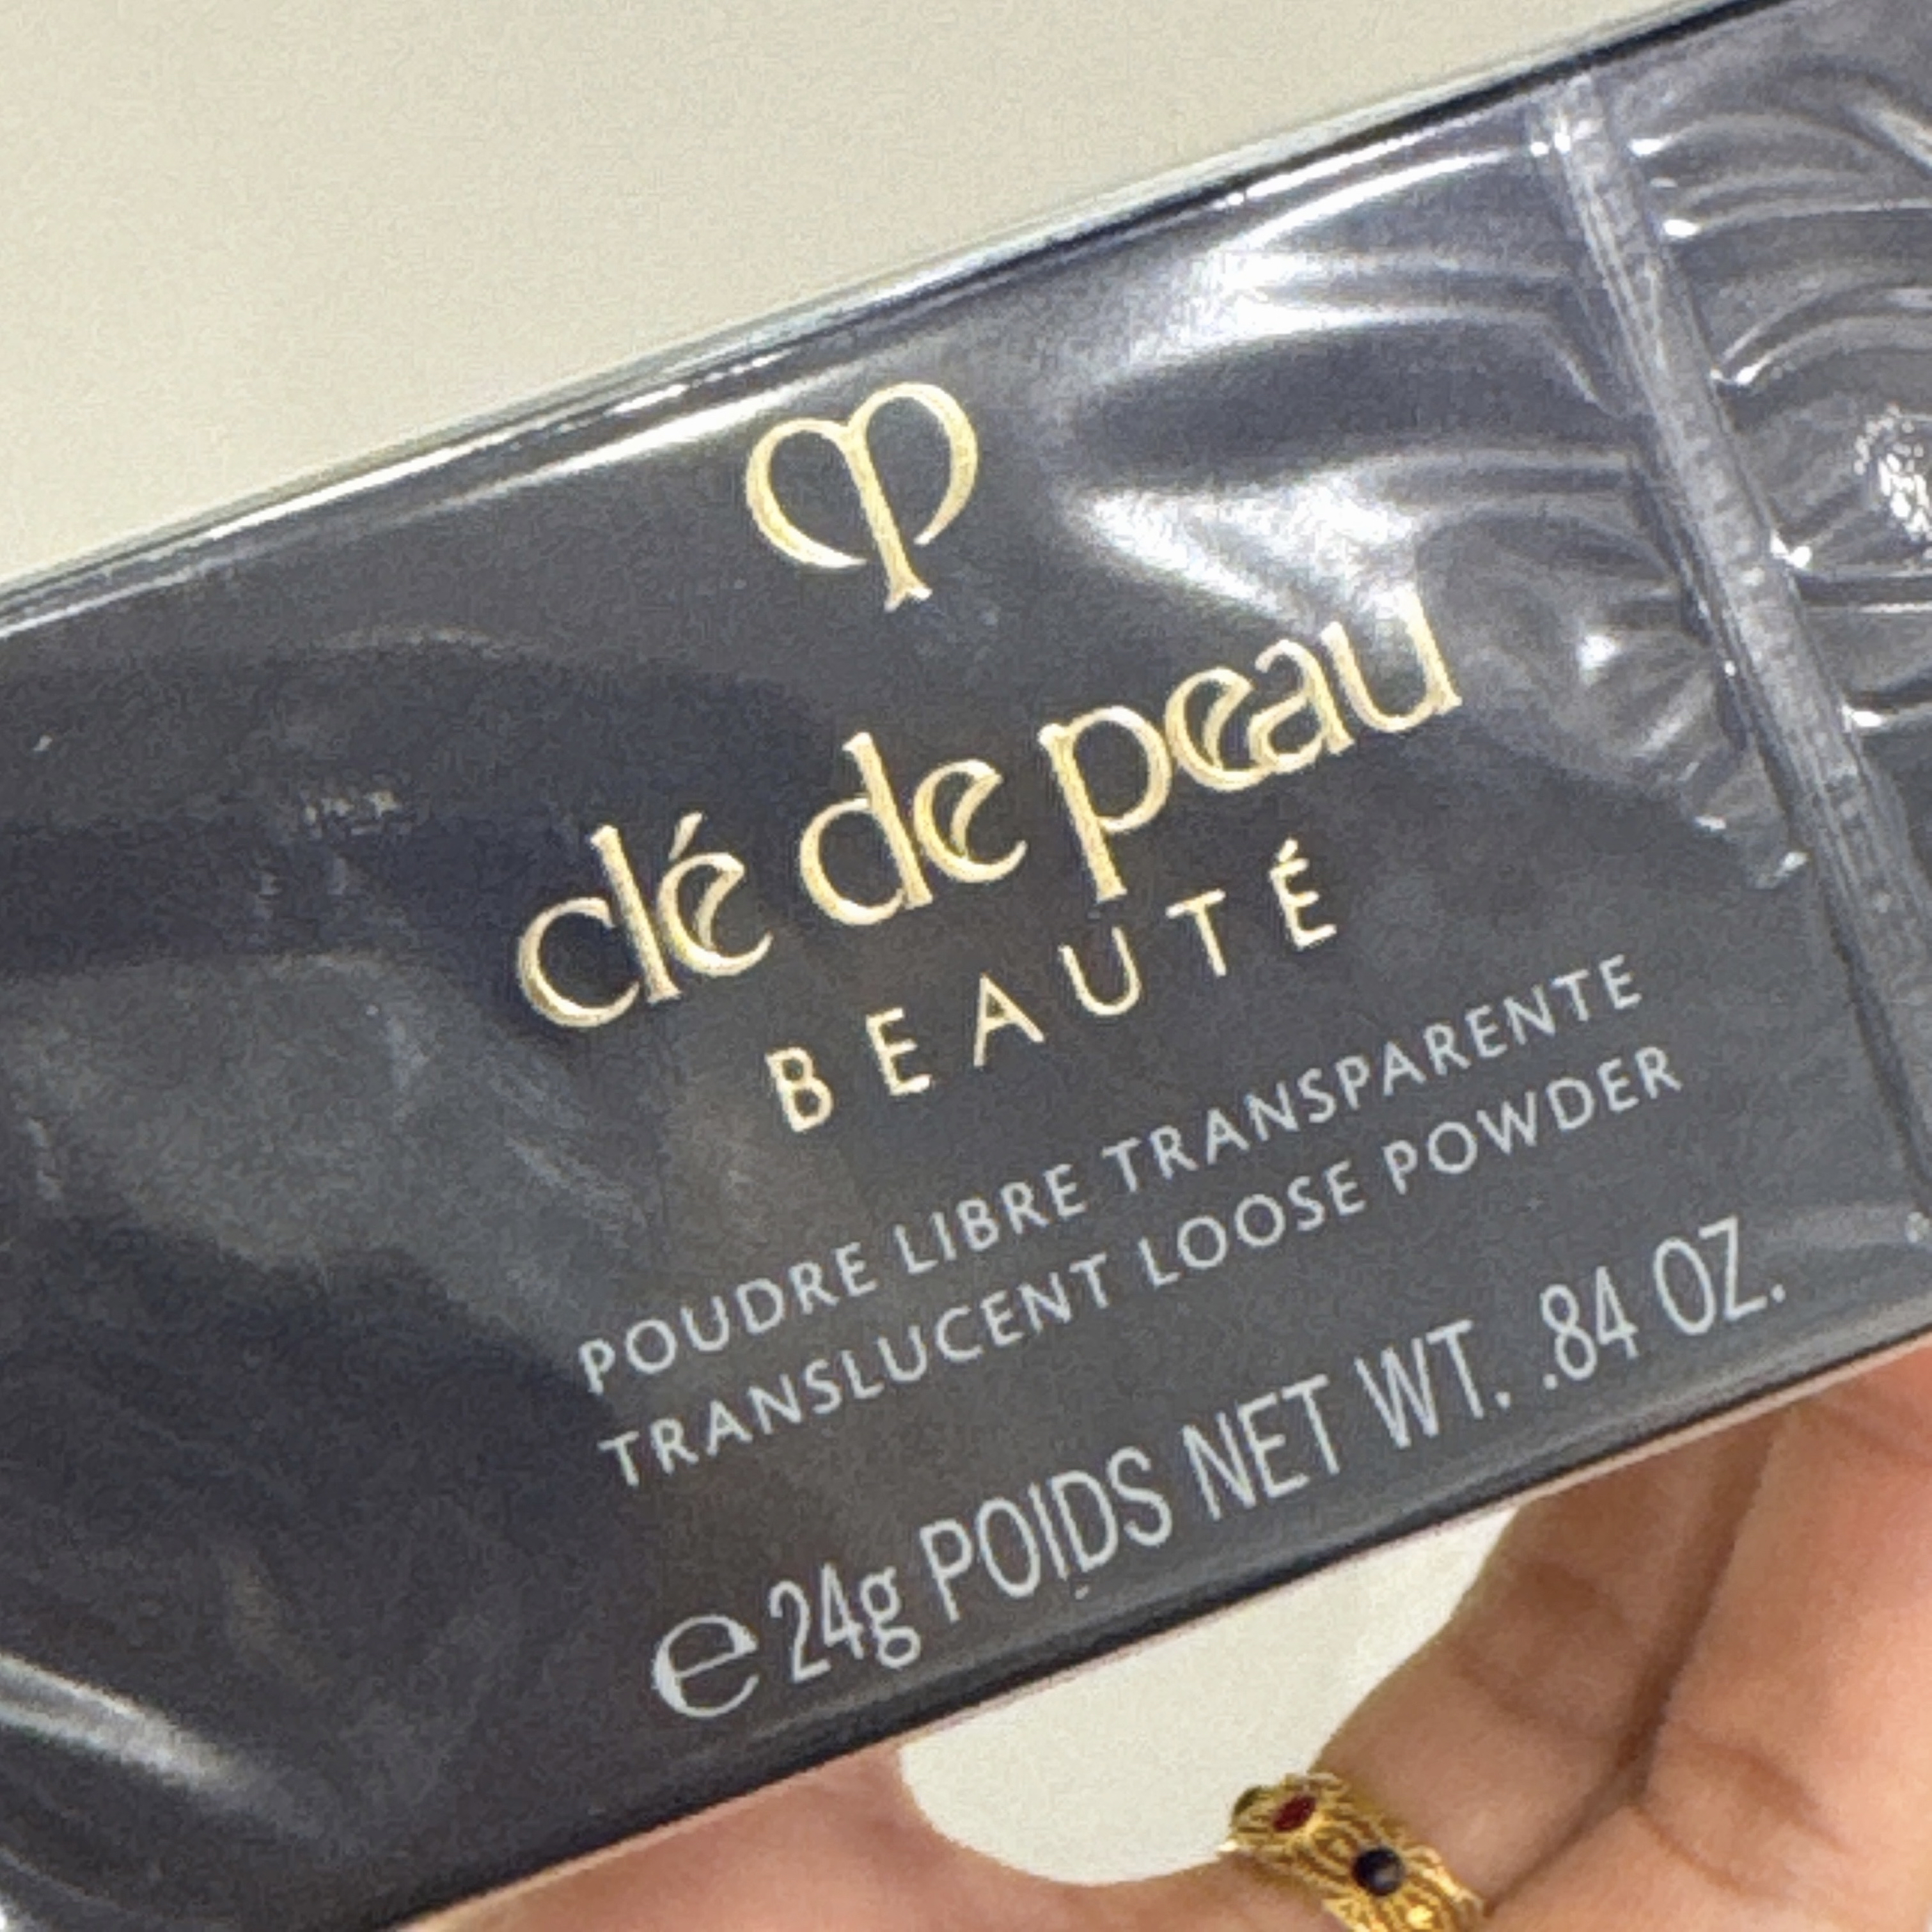 clé de peau
BEAUTÉ
POUDRE LIBRE TRANSPARENTE
TRANSLUCENT LOOSE POWDER
℮ 24g POIDS NET WT. .84 OZ.